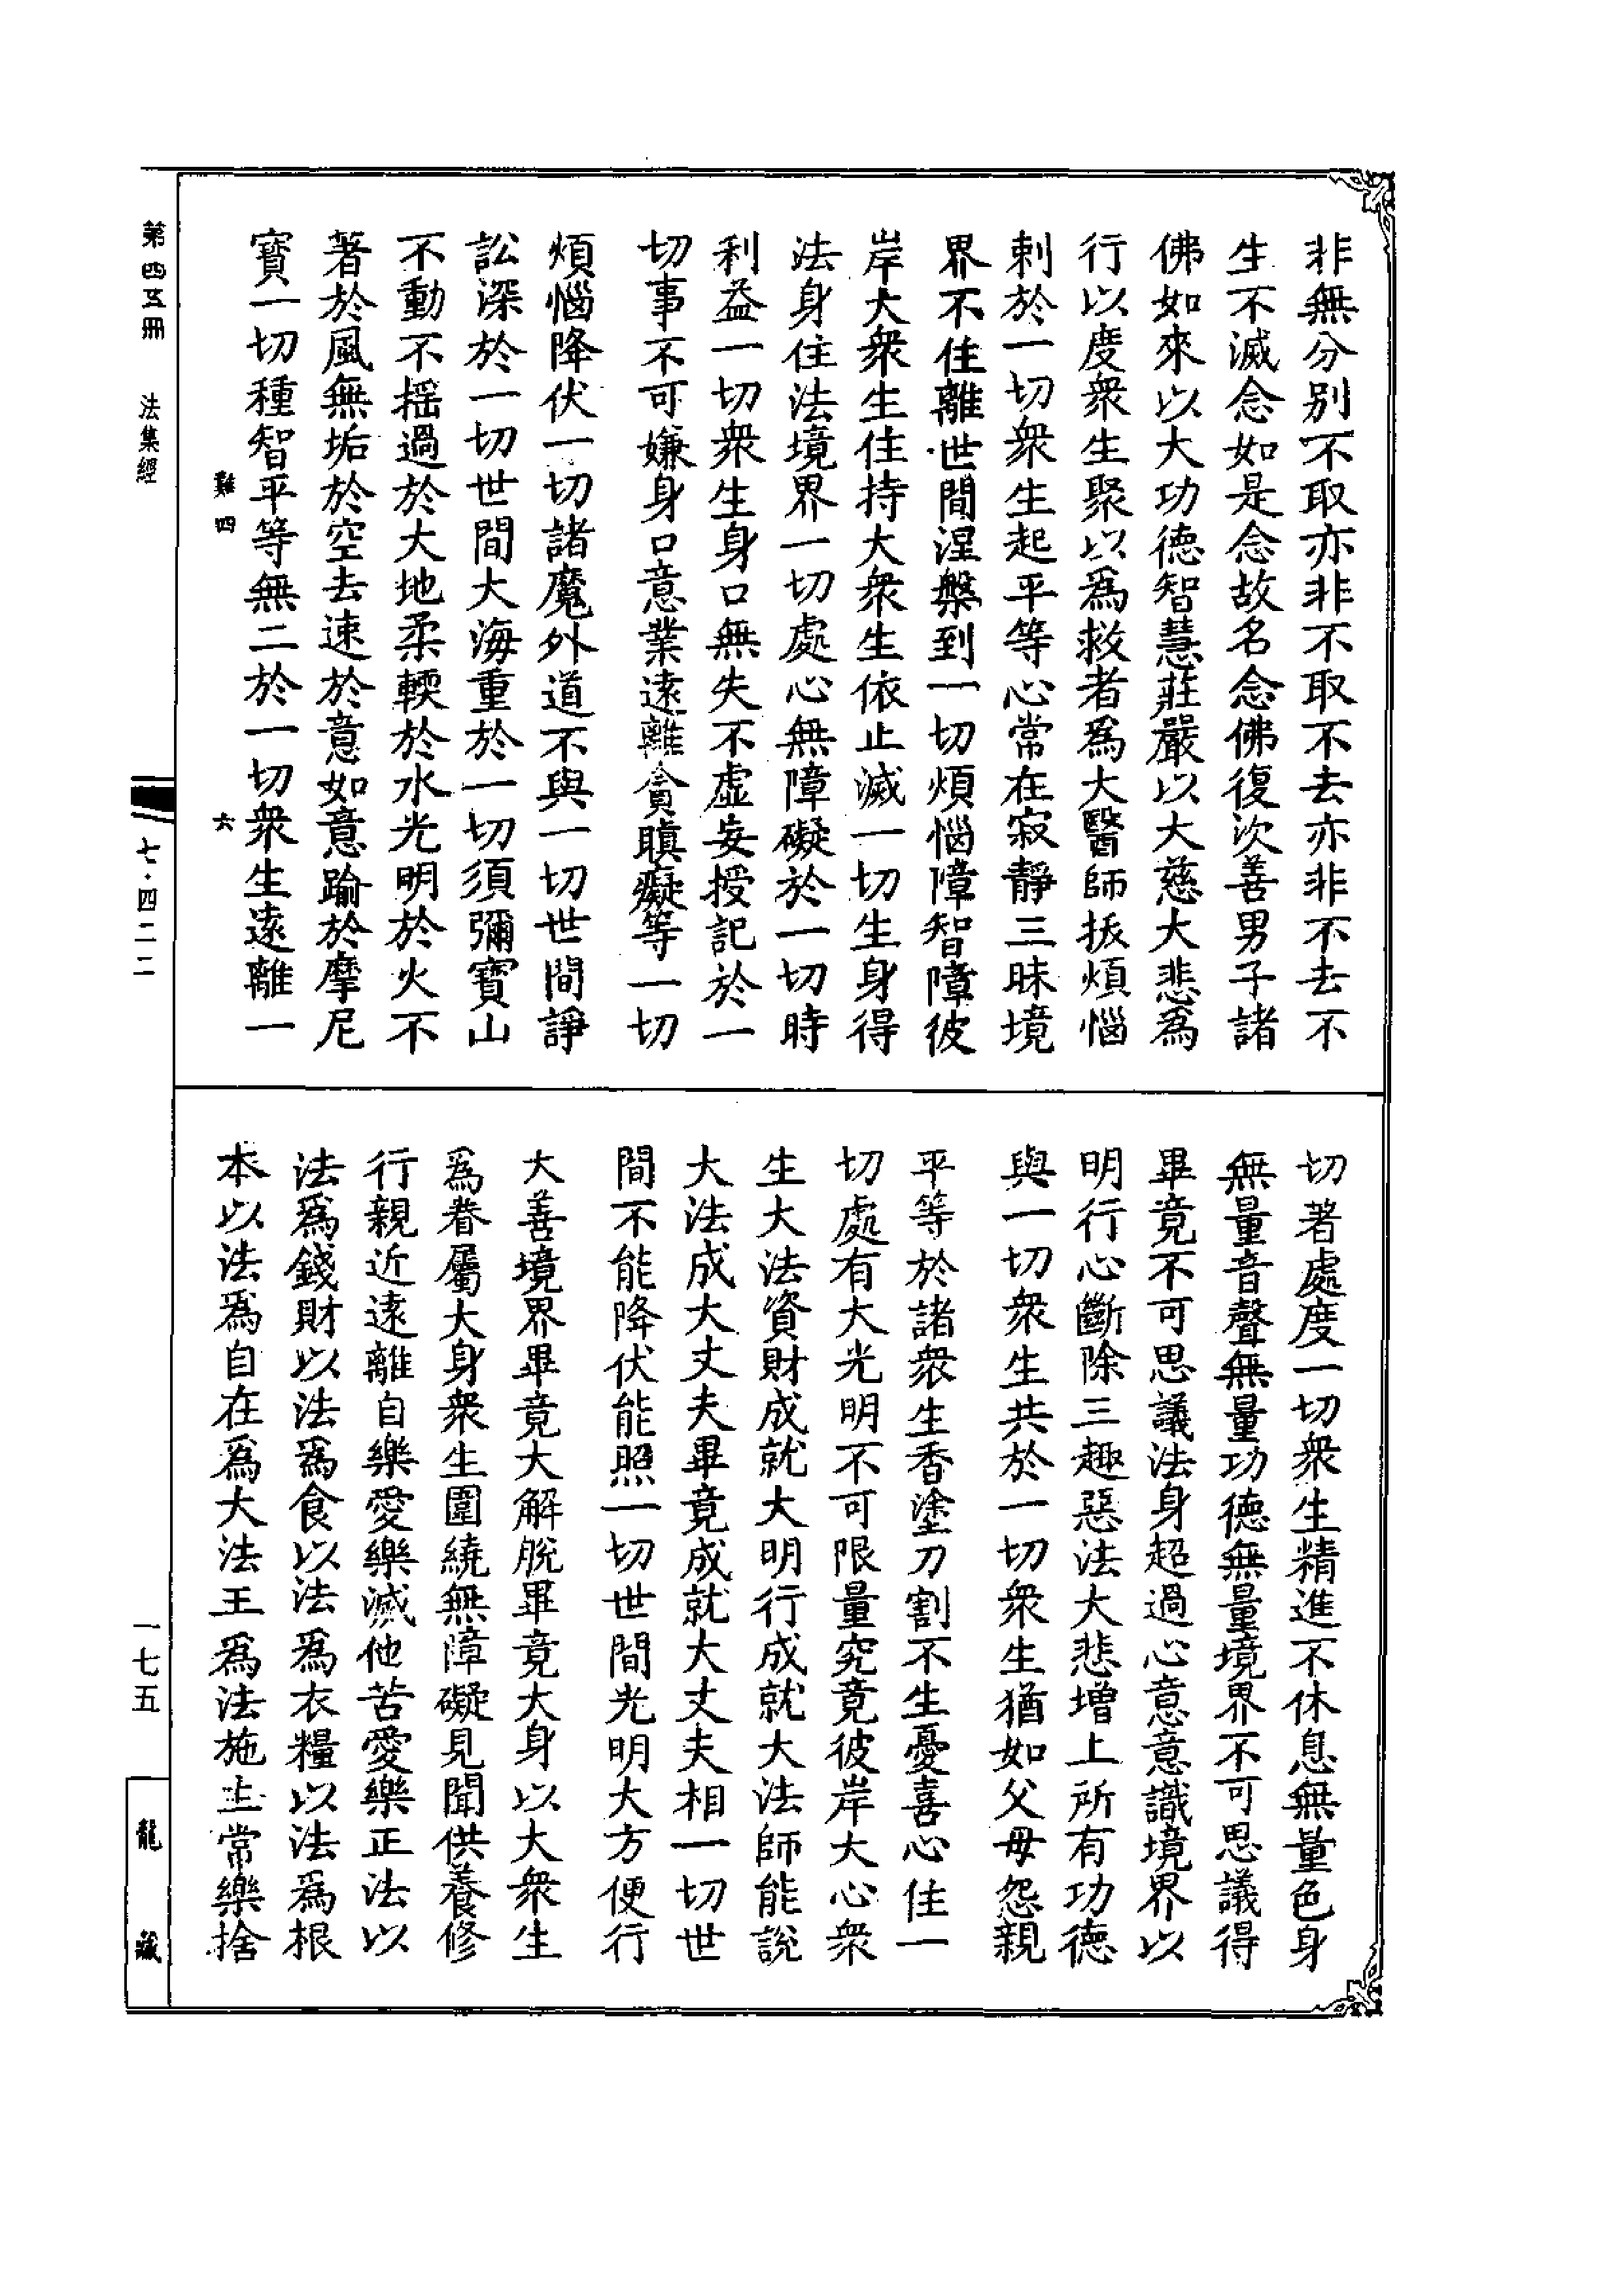 非無分别不取亦非不取不去亦非不去不
生不滅念如是念故名念佛復次善男子諸
佛如來以大功德智慧莊嚴以大慈大悲為
行以度衆生聚以為救者為大醫師拔煩惱
刺於一切衆生起平等心常在寂靜三昧境
界不住離世間涅槃到一切煩惱障智障彼
岸大衆生住持大衆生依止滅一切生身得
法身住法境界一切處心無障礙於一切時
利益一切衆生身口無失不虛妄授記於一
切事不可嫌身口意業遠離貪瞋癡等一切
煩惱降伏一切諸魔外道不與一切世間諍
訟深於一切世間大海重於一切須彌寶山
不動不摇過於大地柔輭於水光明於火不
著於風無垢於空去速於意如意踰於摩尼
寶一切種智平等無二於一切衆生遠離一
難四 六
切著處度一切衆生精進不休息無量色身
無量音聲無量功德無量境界不可思議得
畢竟不可思議法身超過心意意識境界以
明行心斷除三趣惡法大悲增上所有功德
與一切衆生共於一切衆生猶如父母怨親
平等於諸衆生香塗刀割不生憂喜心住一
切處有大光明不可限量究竟彼岸大心衆
生大法資財成就大明行成就大法師能說
大法成大丈夫畢竟成就大丈夫相一切世
間不能降伏能照一切世間光明大方便行
大善境界畢竟大解脫畢竟大身以大衆生
為眷屬大身衆生圍繞無障礙見聞供養修
行親近遠離自樂愛樂滅他苦愛樂正法以
法為錢財以法為食以法為衣糧以法為根
本以法為自在為大法王為法施主常樂捨
第四五冊 法集經
七·四二二
一七五
龍藏